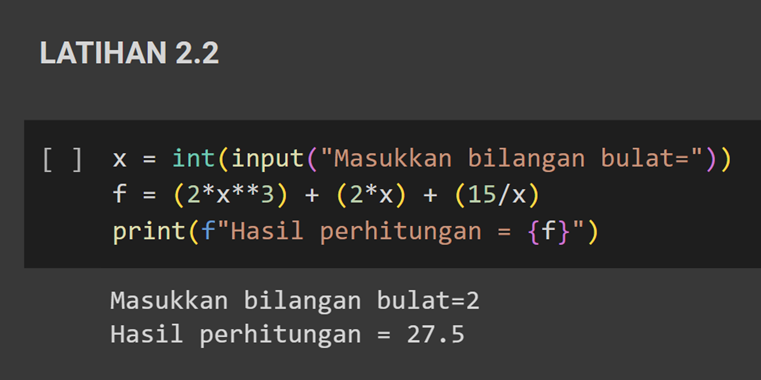 LATIHAN 2.2
[ ] x = int(input("Masukkan bilangan bulat="))
f = (2*x**3) + (2*x) + (15/x)
print(f"Hasil perhitungan = {f}")
Masukkan bilangan bulat=2
Hasil perhitungan = 27.5